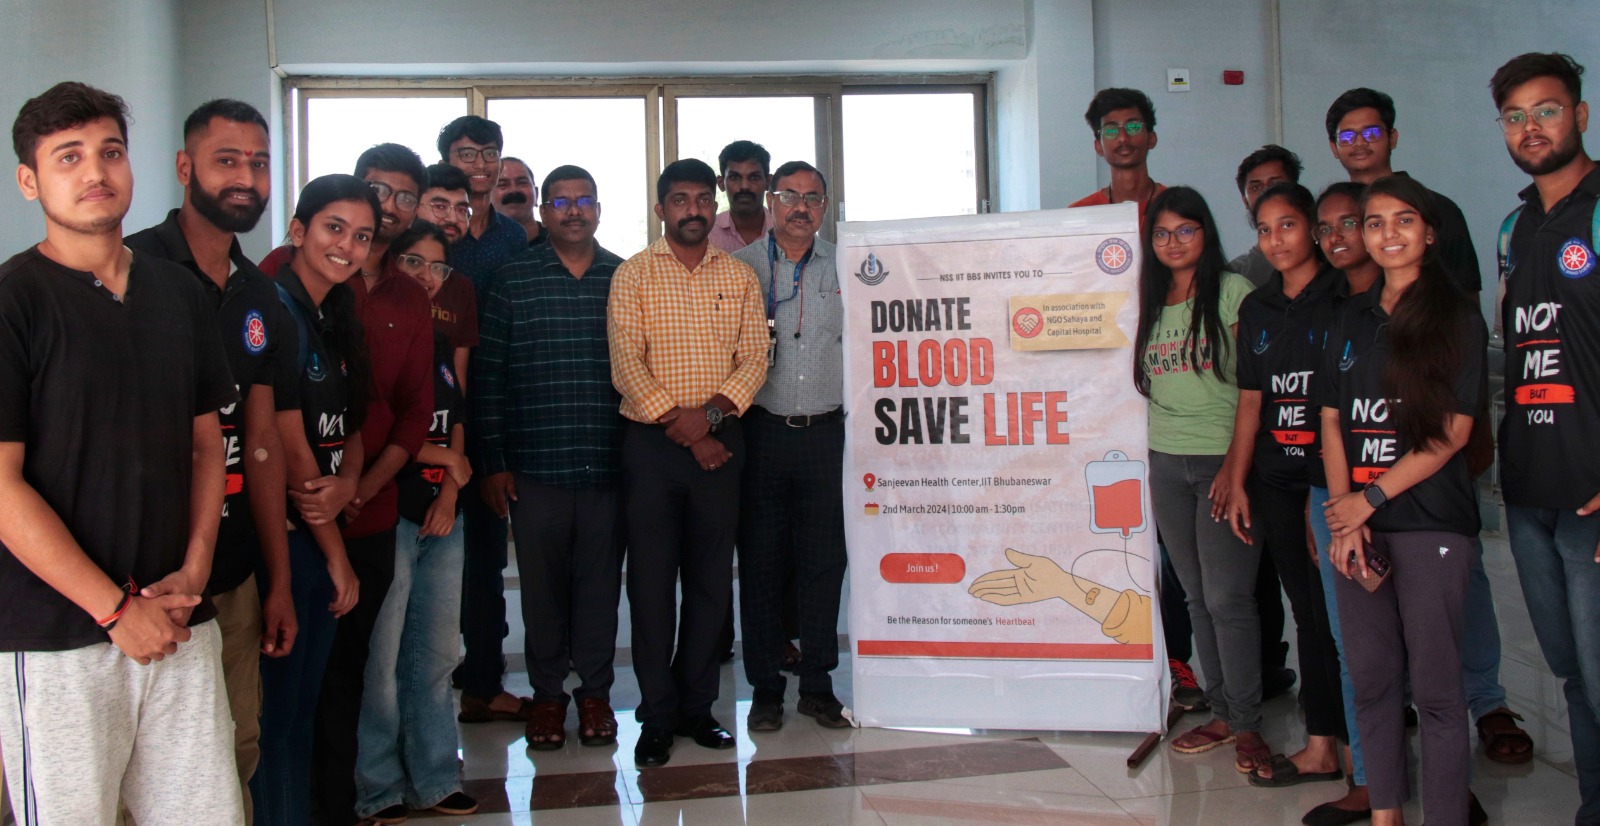 NSS IIT BBS INVITES YOU TO
DONATE
BLOOD
SAVE LIFE
In association with
NGO Sahaya and
Capital Hospital
Sanjeevan Health Center,IIT Bhubaneswar
2nd March 2024|10:00 am-1:30pm
Join us!
Be the Reason for someone's Heartbeat
NOT
ME
BUT
YOU
NOT
ME
BUT
YOU
NOT
ME
BUT